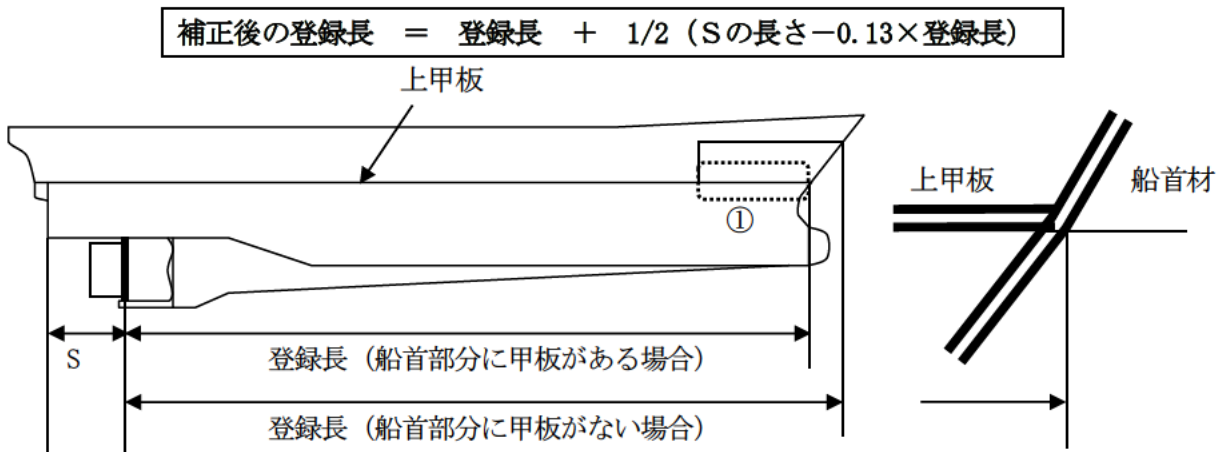 補正後の登録長 = 登録長 + 1/2(Sの長さ－0.13×登録長)
上甲板
上甲板
船首材
①
S
登録長(船首部分に甲板がある場合)
登録長(船首部分に甲板がない場合)